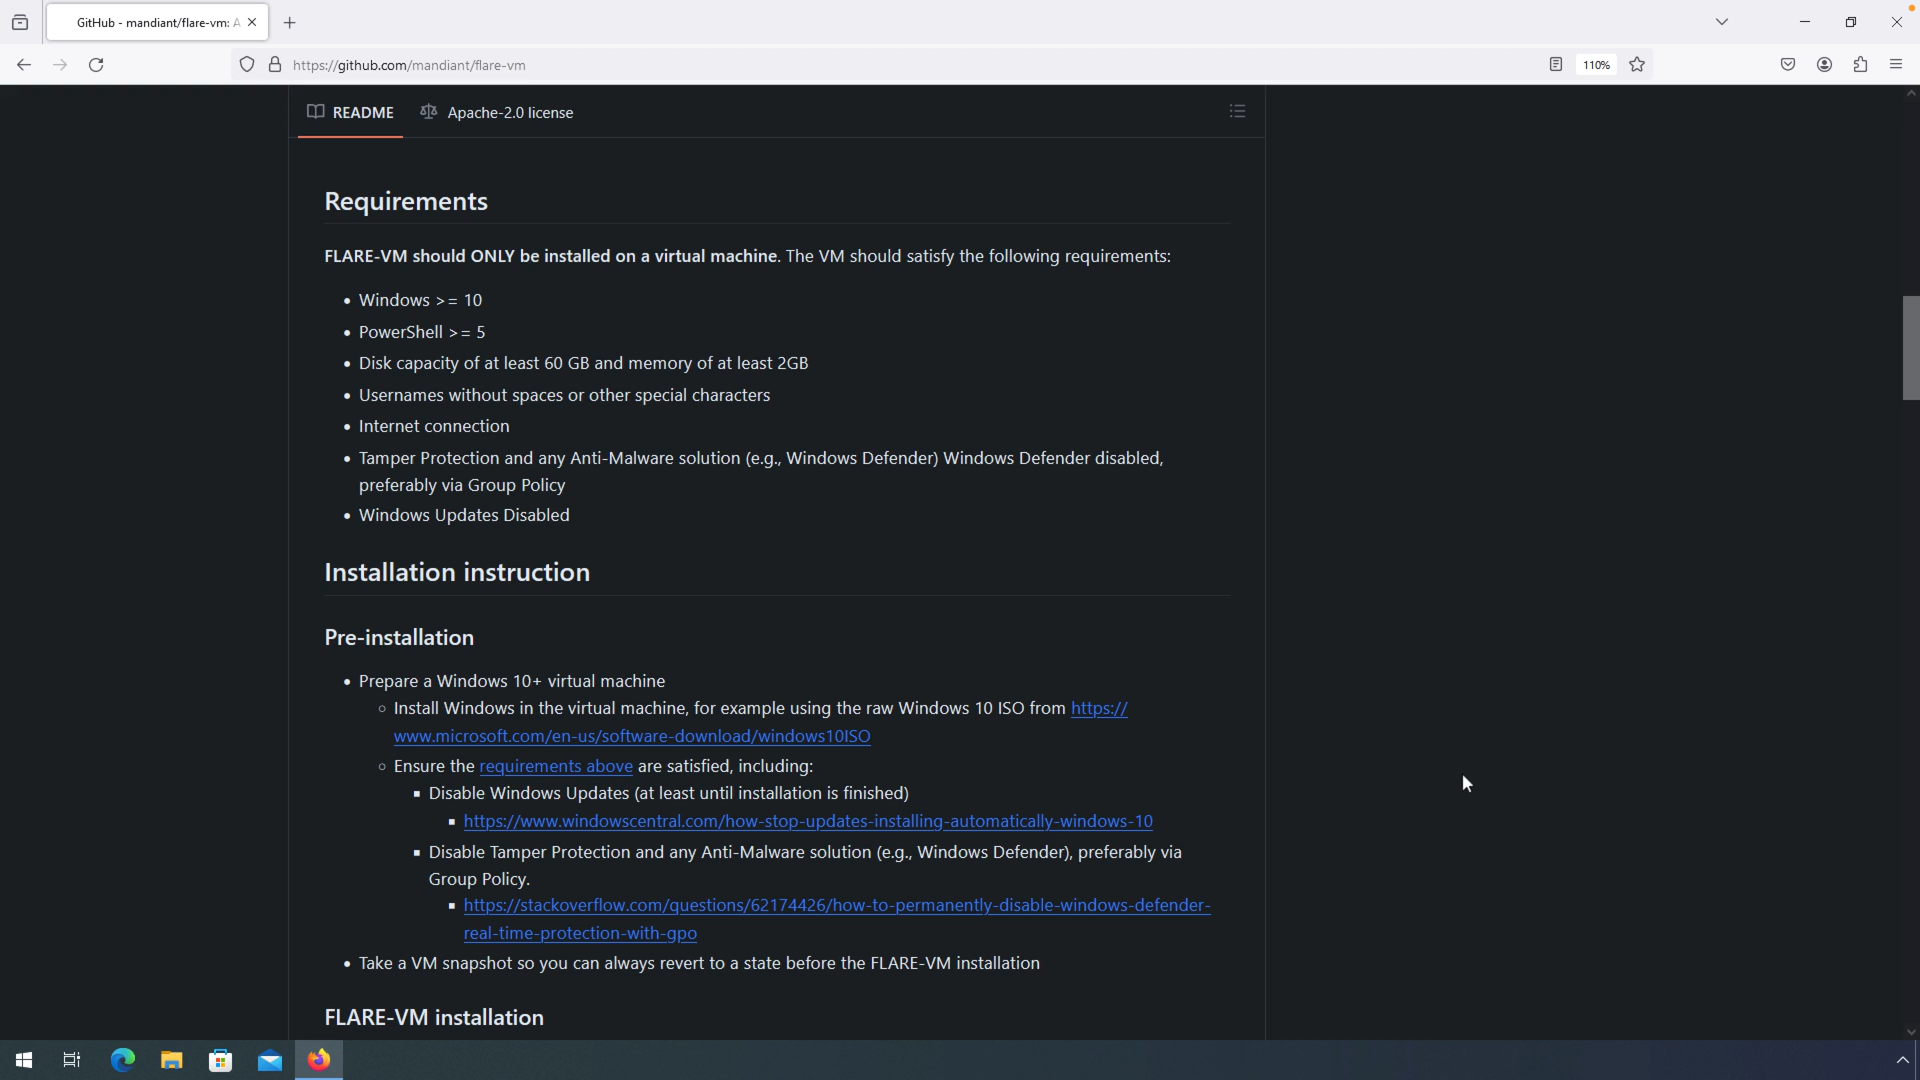 GitHub - mandiant/flare-vm: A
https://github.com/mandiant/flare-vm
110%
README
Apache-2.0 license
Requirements
FLARE-VM should ONLY be installed on a virtual machine. The VM should satisfy the following requirements:
• Windows >= 10
• PowerShell >= 5
• Disk capacity of at least 60 GB and memory of at least 2GB
• Usernames without spaces or other special characters
• Internet connection
• Tamper Protection and any Anti-Malware solution (e.g., Windows Defender) Windows Defender disabled,
preferably via Group Policy
• Windows Updates Disabled
Installation instruction
Pre-installation
• Prepare a Windows 10+ virtual machine
○ Install Windows in the virtual machine, for example using the raw Windows 10 ISO from https://
www.microsoft.com/en-us/software-download/windows10ISO
○ Ensure the requirements above are satisfied, including:
▪ Disable Windows Updates (at least until installation is finished)
▪ https://www.windowscentral.com/how-stop-updates-installing-automatically-windows-10
▪ Disable Tamper Protection and any Anti-Malware solution (e.g., Windows Defender), preferably via
Group Policy.
▪ https://stackoverflow.com/questions/62174426/how-to-permanently-disable-windows-defender-
real-time-protection-with-gpo
• Take a VM snapshot so you can always revert to a state before the FLARE-VM installation
FLARE-VM installation